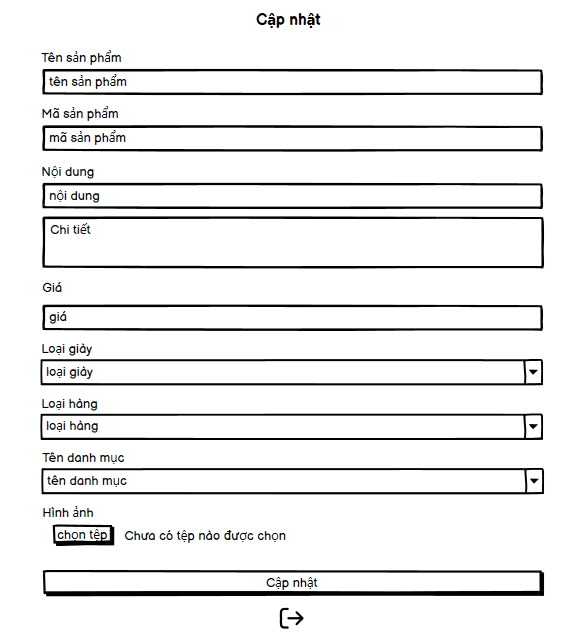 Cập nhật
Tên sản phẩm
tên sản phẩm
Mã sản phẩm
mã sản phẩm
Nội dung
nội dung
Chi tiết
Giá
giá
Loại giày
loại giày
Loại hàng
loại hàng
Tên danh mục
tên danh mục
Hình ảnh
chọn tệp Chưa có tệp nào được chọn
Cập nhật